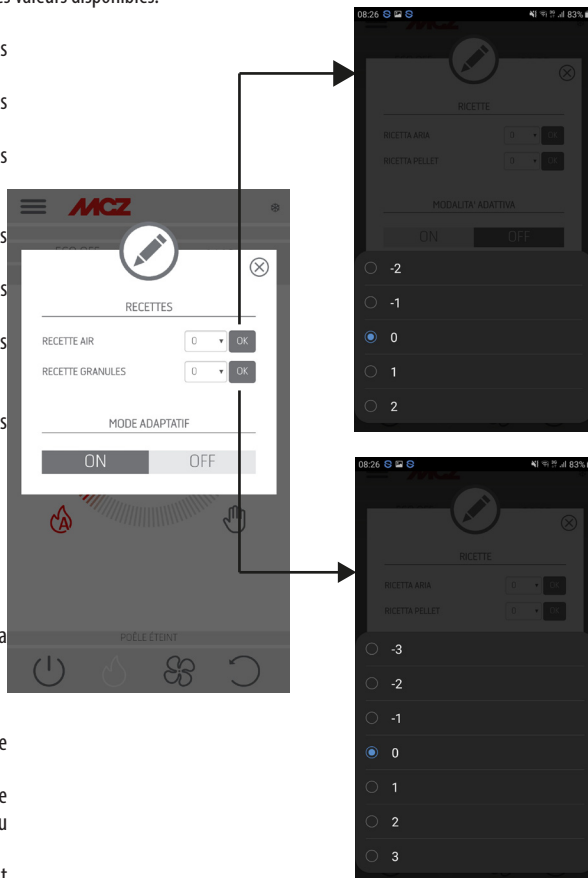 es valeurs disponibles.
s
s
s
s
s
s
s
a
e
e
u
t
MCZ
RECETTES
RECETTE AIR 0 OK
RECETTE GRANULES 0 OK
MODE ADAPTATIF
ON OFF
A
POÊLE ÉTEINT
08:26 83%
RICETTE
RICETTA ARIA 0 OK
RICETTA PELLET 0 OK
MODALITA' ADATTIVA
ON OFF
-2
-1
0
1
2
08:26 83%
RICETTE
RICETTA ARIA 0 OK
RICETTA PELLET 0 OK
-3
-2
-1
0
1
2
3